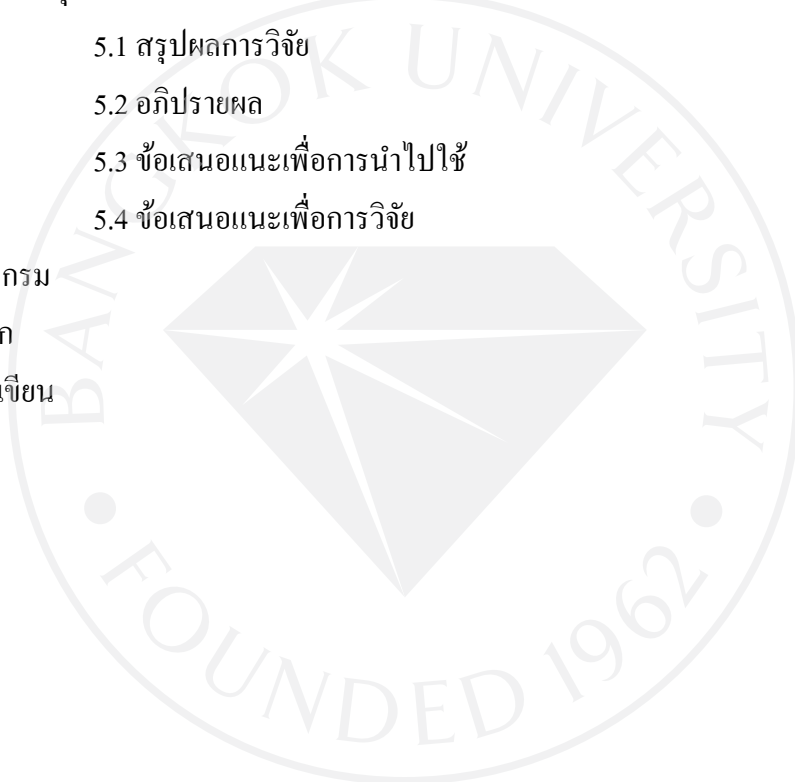 5.1 สรุปผลการวิจัย
5.2 อภิปรายผล
5.3 ข้อเสนอแนะเพื่อการนำไปใช้
5.4 ข้อเสนอแนะเพื่อการวิจัย
กรม
ก
เขียน
BANGKOK UNIVERSITY
FOUNDED 1962